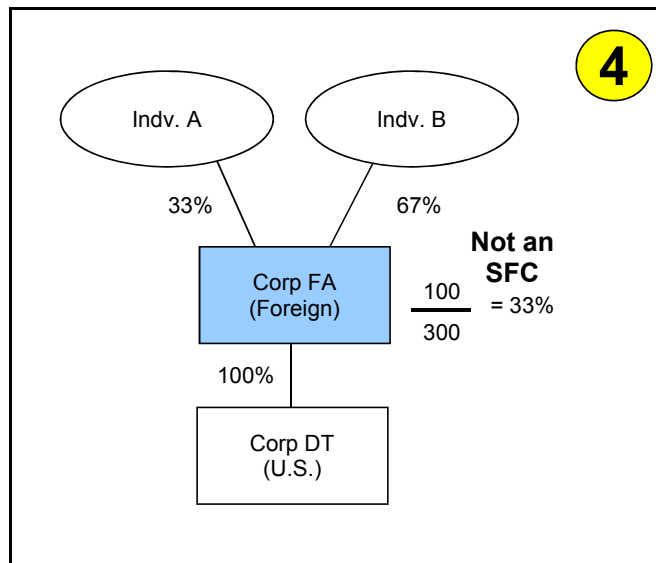 4
Indv. A
Indv. B
33%
67%
Not an
SFC
Corp FA
(Foreign)
100
300
= 33%
100%
Corp DT
(U.S.)